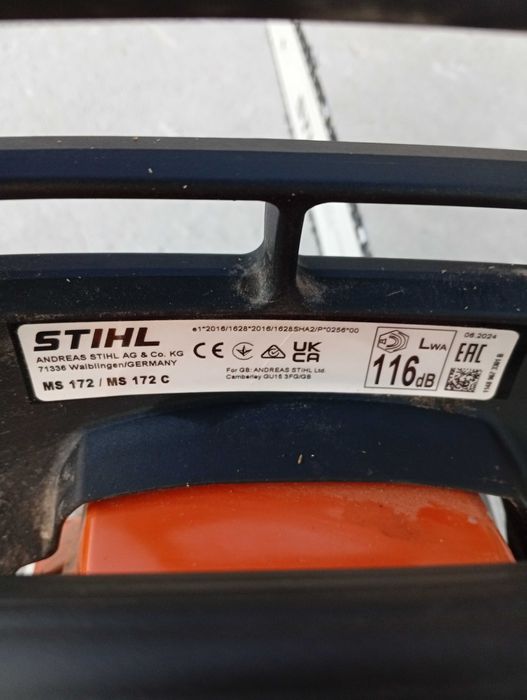 STIHL
ANDREAS STIHL AG & Co. KG
71336 Waiblingen/GERMANY
MS 172 / MS 172 C
e1*2016/1628*2016/1628SHA2/P*0256*00
CE
UK
CA
For GB: ANDREAS STIHL Ltd.
Camberley GU15 3FG/GB
LWA
116dB
06.2024
EAC